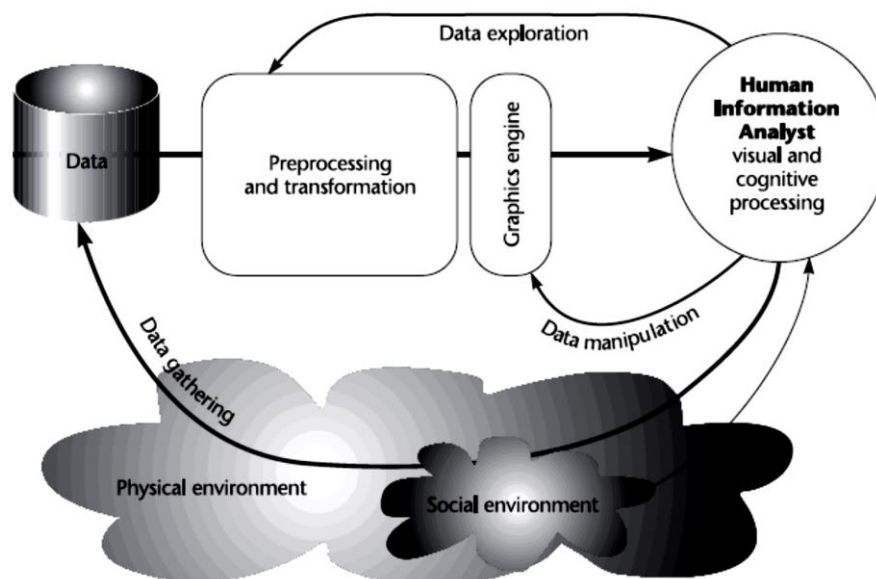 Data exploration
Human
Information
Analyst
visual and
cognitive
processing
Data
Preprocessing
and transformation
Graphics engine
Data manipulation
Data gathering
Physical environment
Social environment